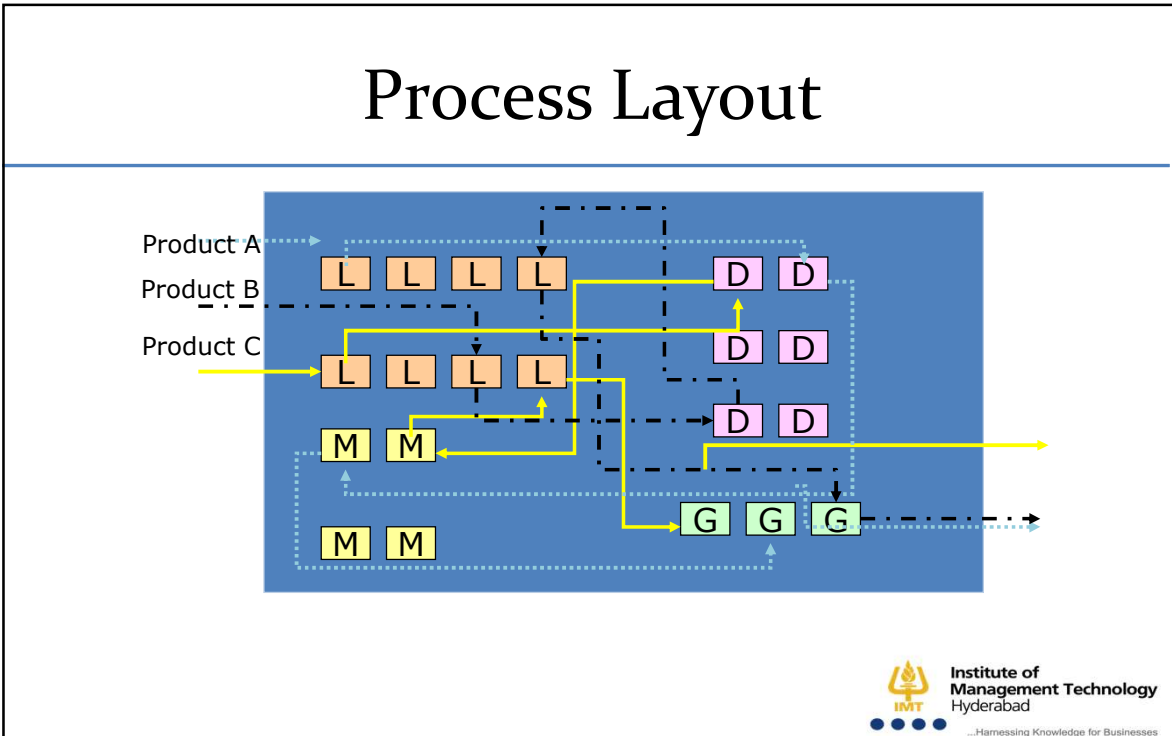 Process Layout
Product A
L L L L D D
Product B
D D
Product C
L L L L
D D
M M
G G G
M M
IMT
Institute of
Management Technology
Hyderabad
...Harnessing Knowledge for Businesses